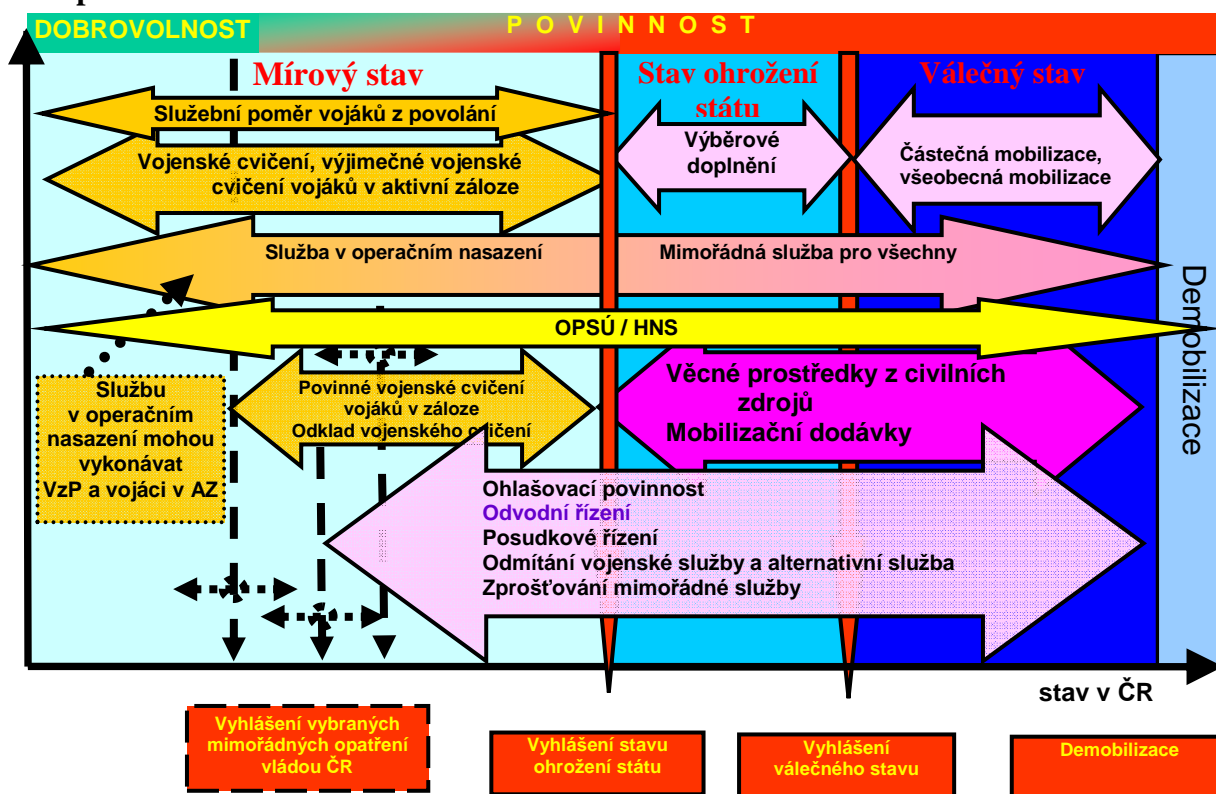 DOBROVOLNOST
POVINNOST
Mírový stav
Stav ohrožení
státu
Válečný stav
Služební poměr vojáků z povolání
Vojenské cvičení, výjimečné vojenské
cvičení vojáků v aktivní záloze
Výběrové
doplnění
Částečná mobilizace,
všeobecná mobilizace
Služba v operačním nasazení
Mimořádná služba pro všechny
OPSÚ / HNS
Demobilizace
Službu
v operačním
nasazení mohou
vykonávat
VzP a vojáci v AZ
Povinné vojenské cvičení
vojáků v záloze
Odklad vojenského cvičení
Věcné prostředky z civilních
zdrojů
Mobilizační dodávky
Ohlašovací povinnost
Odvodní řízení
Posudkové řízení
Odmítání vojenské služby a alternativní služba
Zprošťování mimořádné služby
stav v ČR
Vyhlášení vybraných
mimořádných opatření
vládou ČR
Vyhlášení stavu
ohrožení státu
Vyhlášení
válečného stavu
Demobilizace